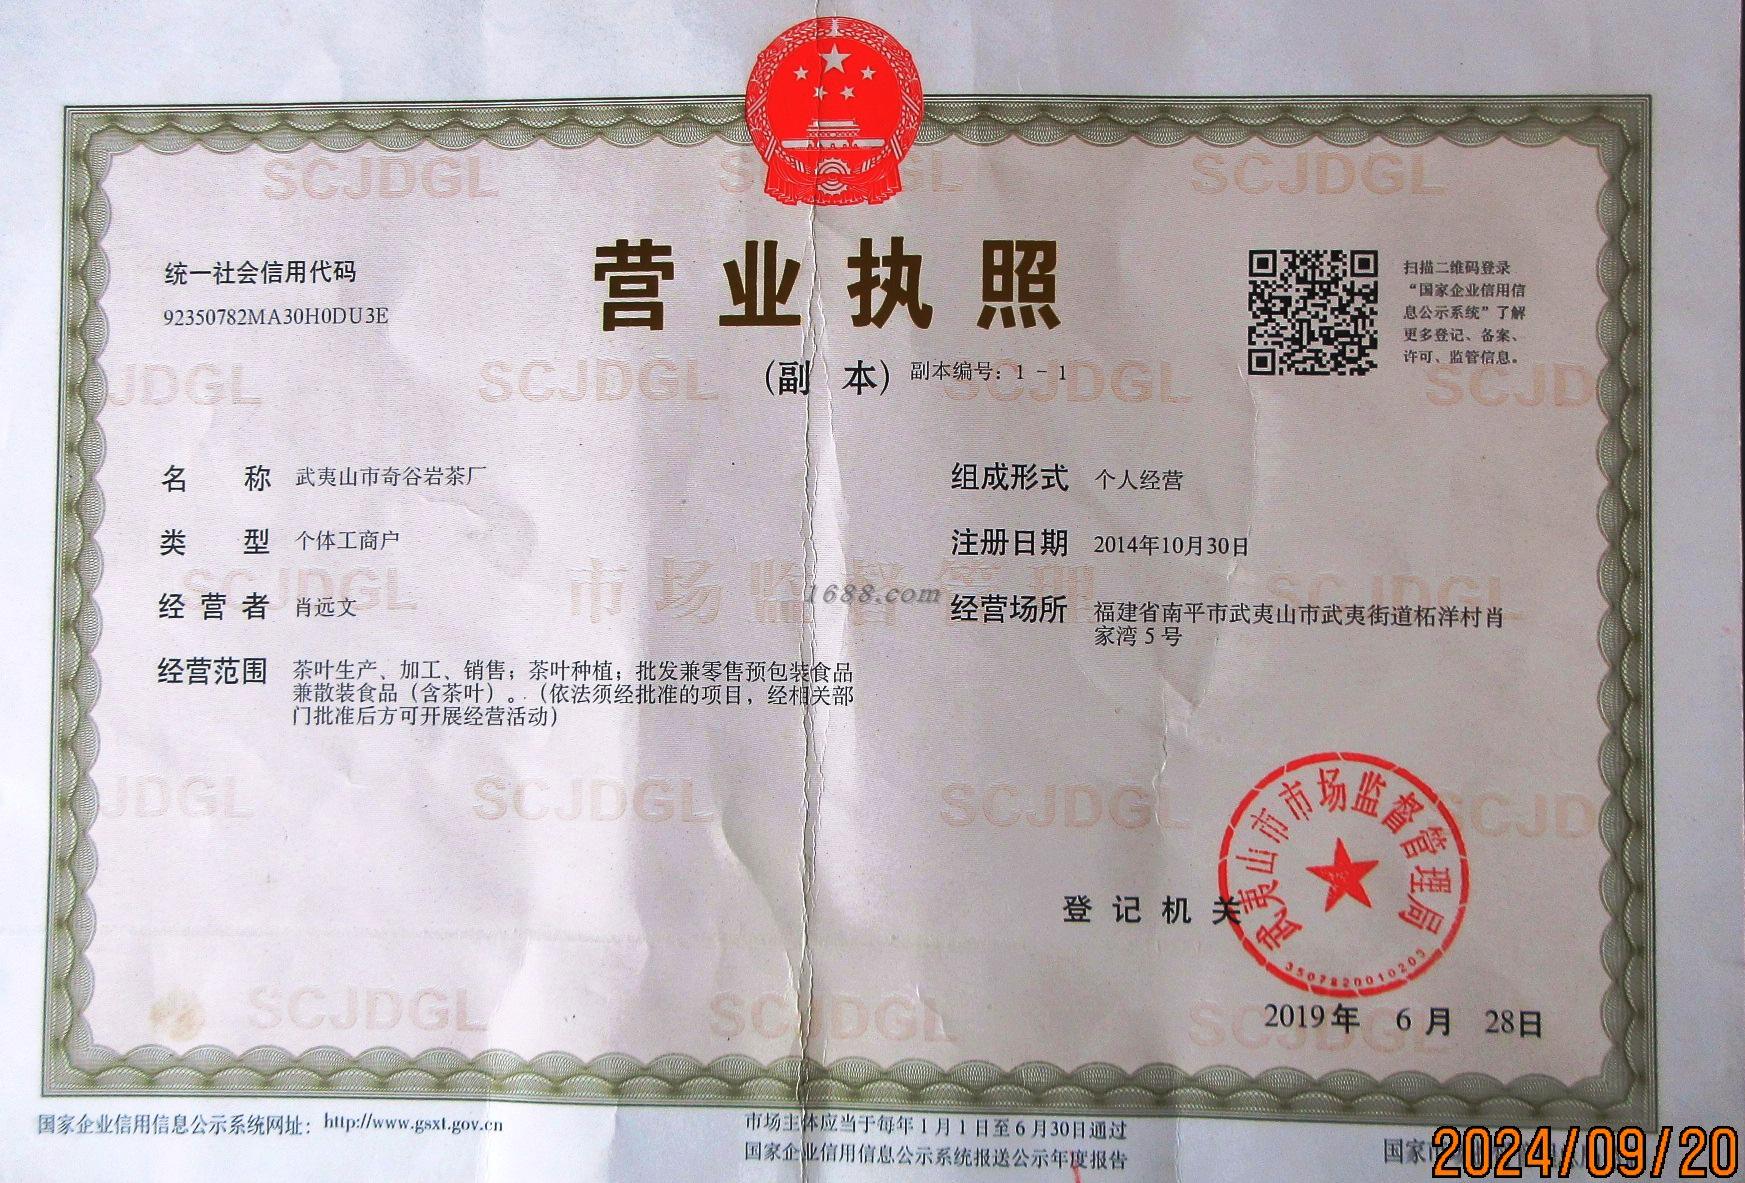 营业执照
(副 本) 副本编号：1 - 1
统一社会信用代码
92350782MA30H0DU3E
扫描二维码登录
“国家企业信用信
息公示系统”了解
更多登记、备案、
许可、监管信息。
名 称 武夷山市奇谷岩茶厂
类 型 个体工商户
经营者 肖远文
经营范围 茶叶生产、加工、销售；茶叶种植；批发兼零售预包装食品
兼散装食品（含茶叶）。（依法须经批准的项目，经相关部
门批准后方可开展经营活动）
组成形式 个人经营
注册日期 2014年10月30日
经营场所 福建省南平市武夷山市武夷街道柘洋村肖
家湾5号
SCJDGL
市场监督管理
1688.com
登记机关
武夷山市市场监督管理局
3507820010203
2019年 6月 28日
国家企业信用信息公示系统网址：http://www.gsxt.gov.cn
市场主体应当于每年1月1日至6月30日通过
国家企业信用信息公示系统报送公示年度报告
国家市
2024/09/20